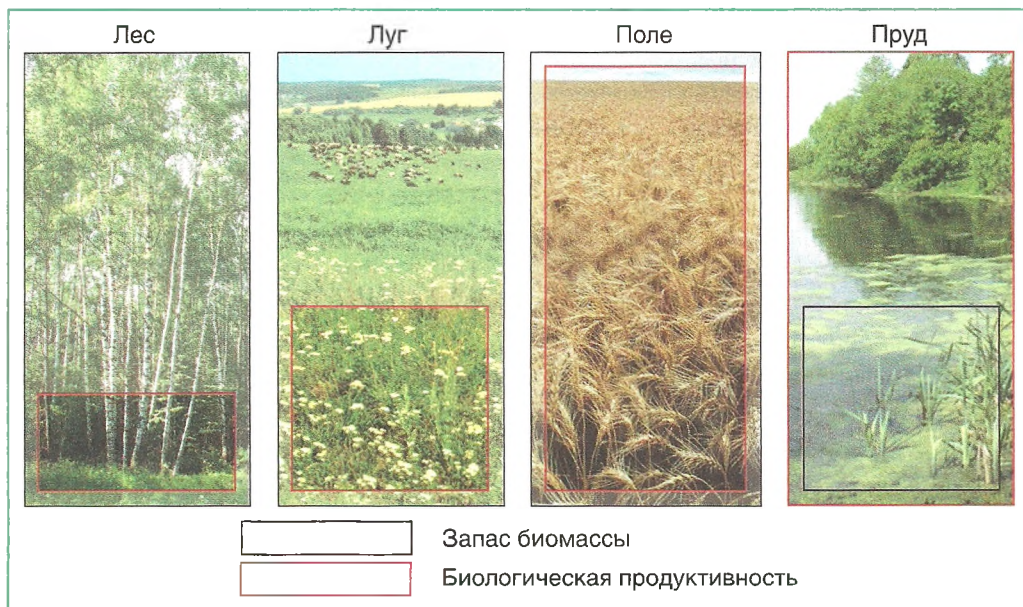 Лес
Луг
Поле
Пруд
Запас биомассы
Биологическая продуктивность